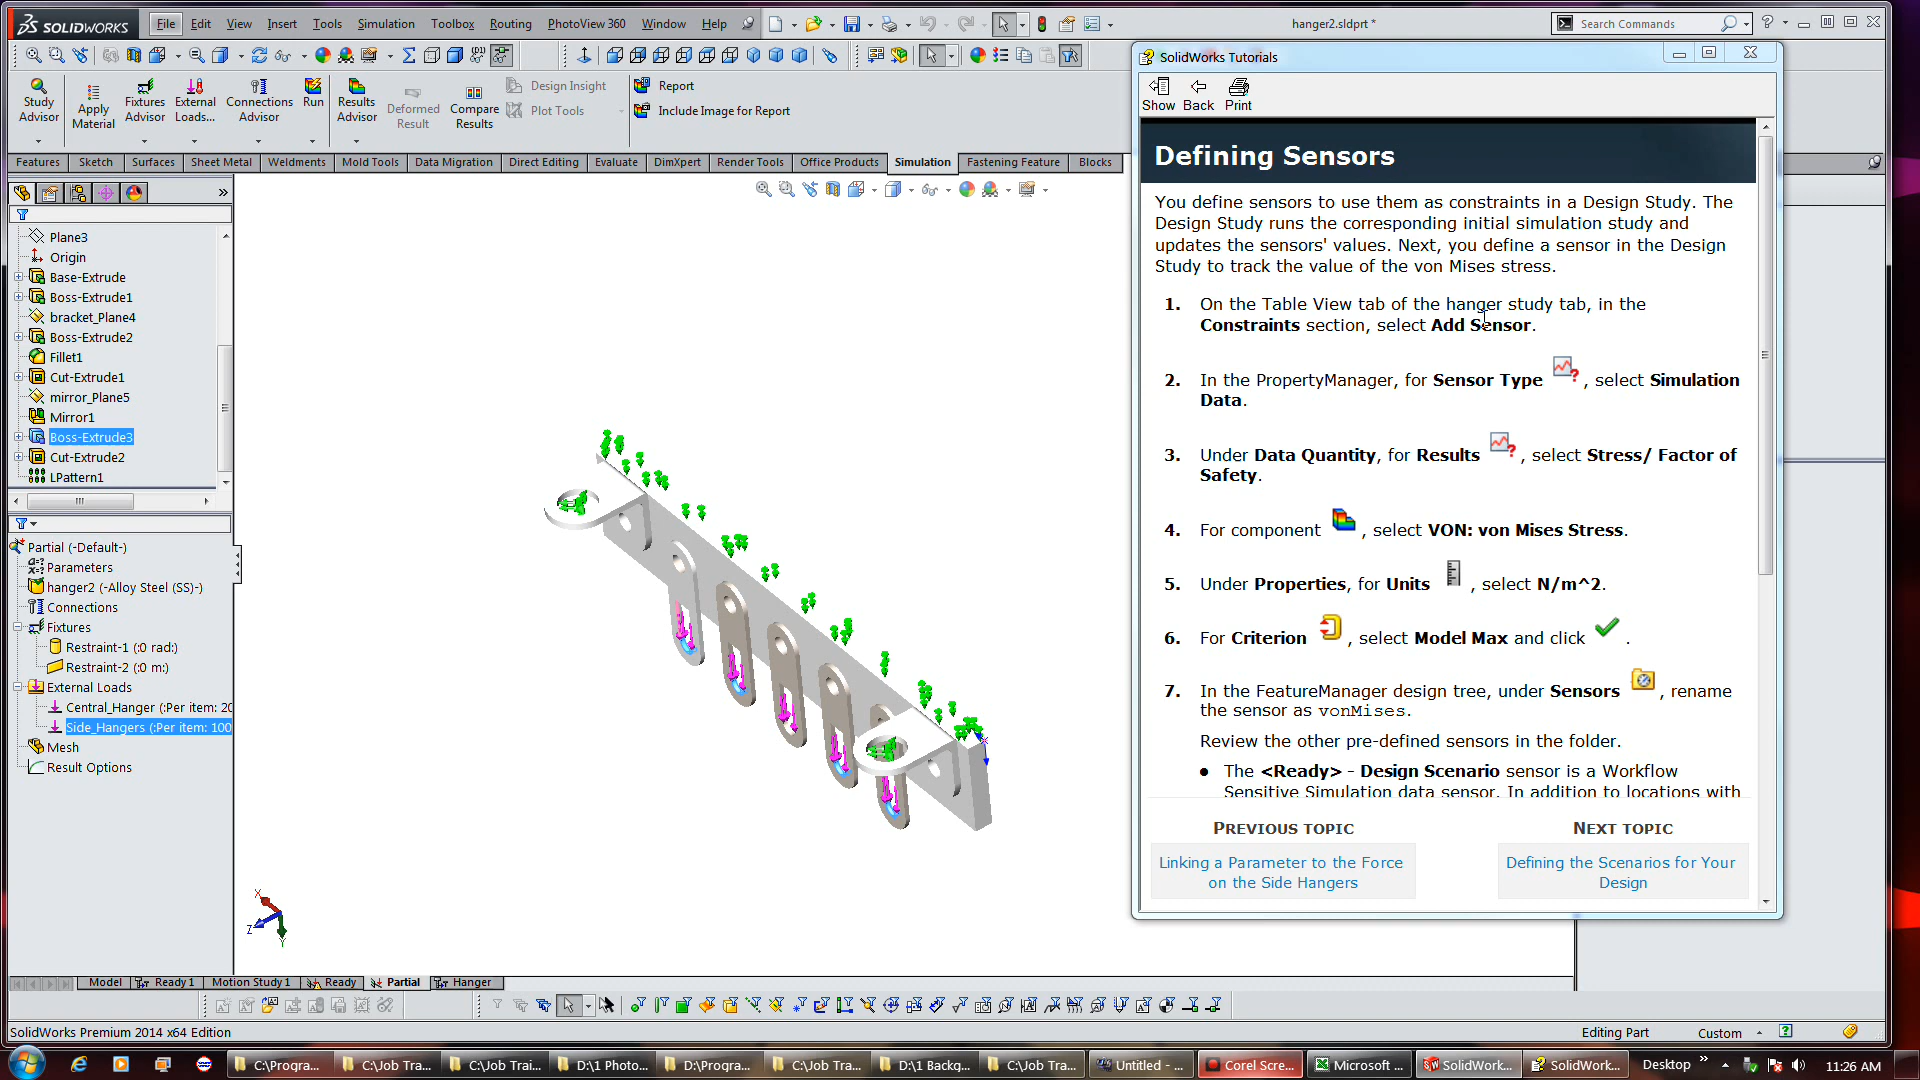 SOLIDWORKS
File Edit View Insert Tools Simulation Toolbox Routing PhotoView 360 Window Help
hanger2.sldprt *
Search Commands
Study Advisor
Apply Material
Fixtures Advisor
External Loads...
Connections Advisor
Run
Results Advisor
Deformed Result
Compare Results
Design Insight
Plot Tools
Report
Include Image for Report
Features Sketch Surfaces Sheet Metal Weldments Mold Tools Data Migration Direct Editing Evaluate DimXpert Render Tools Office Products Simulation Fastening Feature Blocks
Plane3
Origin
Base-Extrude
Boss-Extrude1
bracket_Plane4
Boss-Extrude2
Fillet1
Cut-Extrude1
mirror_Plane5
Mirror1
Boss-Extrude3
Cut-Extrude2
LPattern1
Partial (-Default-)
Parameters
hanger2 (-Alloy Steel (SS)-)
Connections
Fixtures
Restraint-1 (:0 rad:)
Restraint-2 (:0 m:)
External Loads
Central_Hanger (:Per item: 20
Side_Hangers (:Per item: 100
Mesh
Result Options
X
Z
Y
SolidWorks Tutorials
Show Back Print
Defining Sensors
You define sensors to use them as constraints in a Design Study. The
Design Study runs the corresponding initial simulation study and
updates the sensors' values. Next, you define a sensor in the Design
Study to track the value of the von Mises stress.
1. On the Table View tab of the hanger study tab, in the
Constraints section, select Add Sensor.
2. In the PropertyManager, for Sensor Type , select Simulation
Data.
3. Under Data Quantity, for Results , select Stress/ Factor of
Safety.
4. For component , select VON: von Mises Stress.
5. Under Properties, for Units , select N/m^2.
6. For Criterion , select Model Max and click .
7. In the FeatureManager design tree, under Sensors , rename
the sensor as vonMises.
Review the other pre-defined sensors in the folder.
● The <Ready> - Design Scenario sensor is a Workflow
Sensitive Simulation data sensor. In addition to locations with
PREVIOUS TOPIC
Linking a Parameter to the Force
on the Side Hangers
NEXT TOPIC
Defining the Scenarios for Your
Design
Model Ready 1 Motion Study 1 Ready Partial Hanger
SolidWorks Premium 2014 x64 Edition
Editing Part
Custom
C:\Progra... C:\Job Tra... C:\Job Trai... D:\1 Photo... D:\Progra... C:\Job Tra... D:\1 Backg... C:\Job Tra... Untitled - ... Corel Scre... Microsoft ... SolidWork... SolidWork... Desktop
11:26 AM